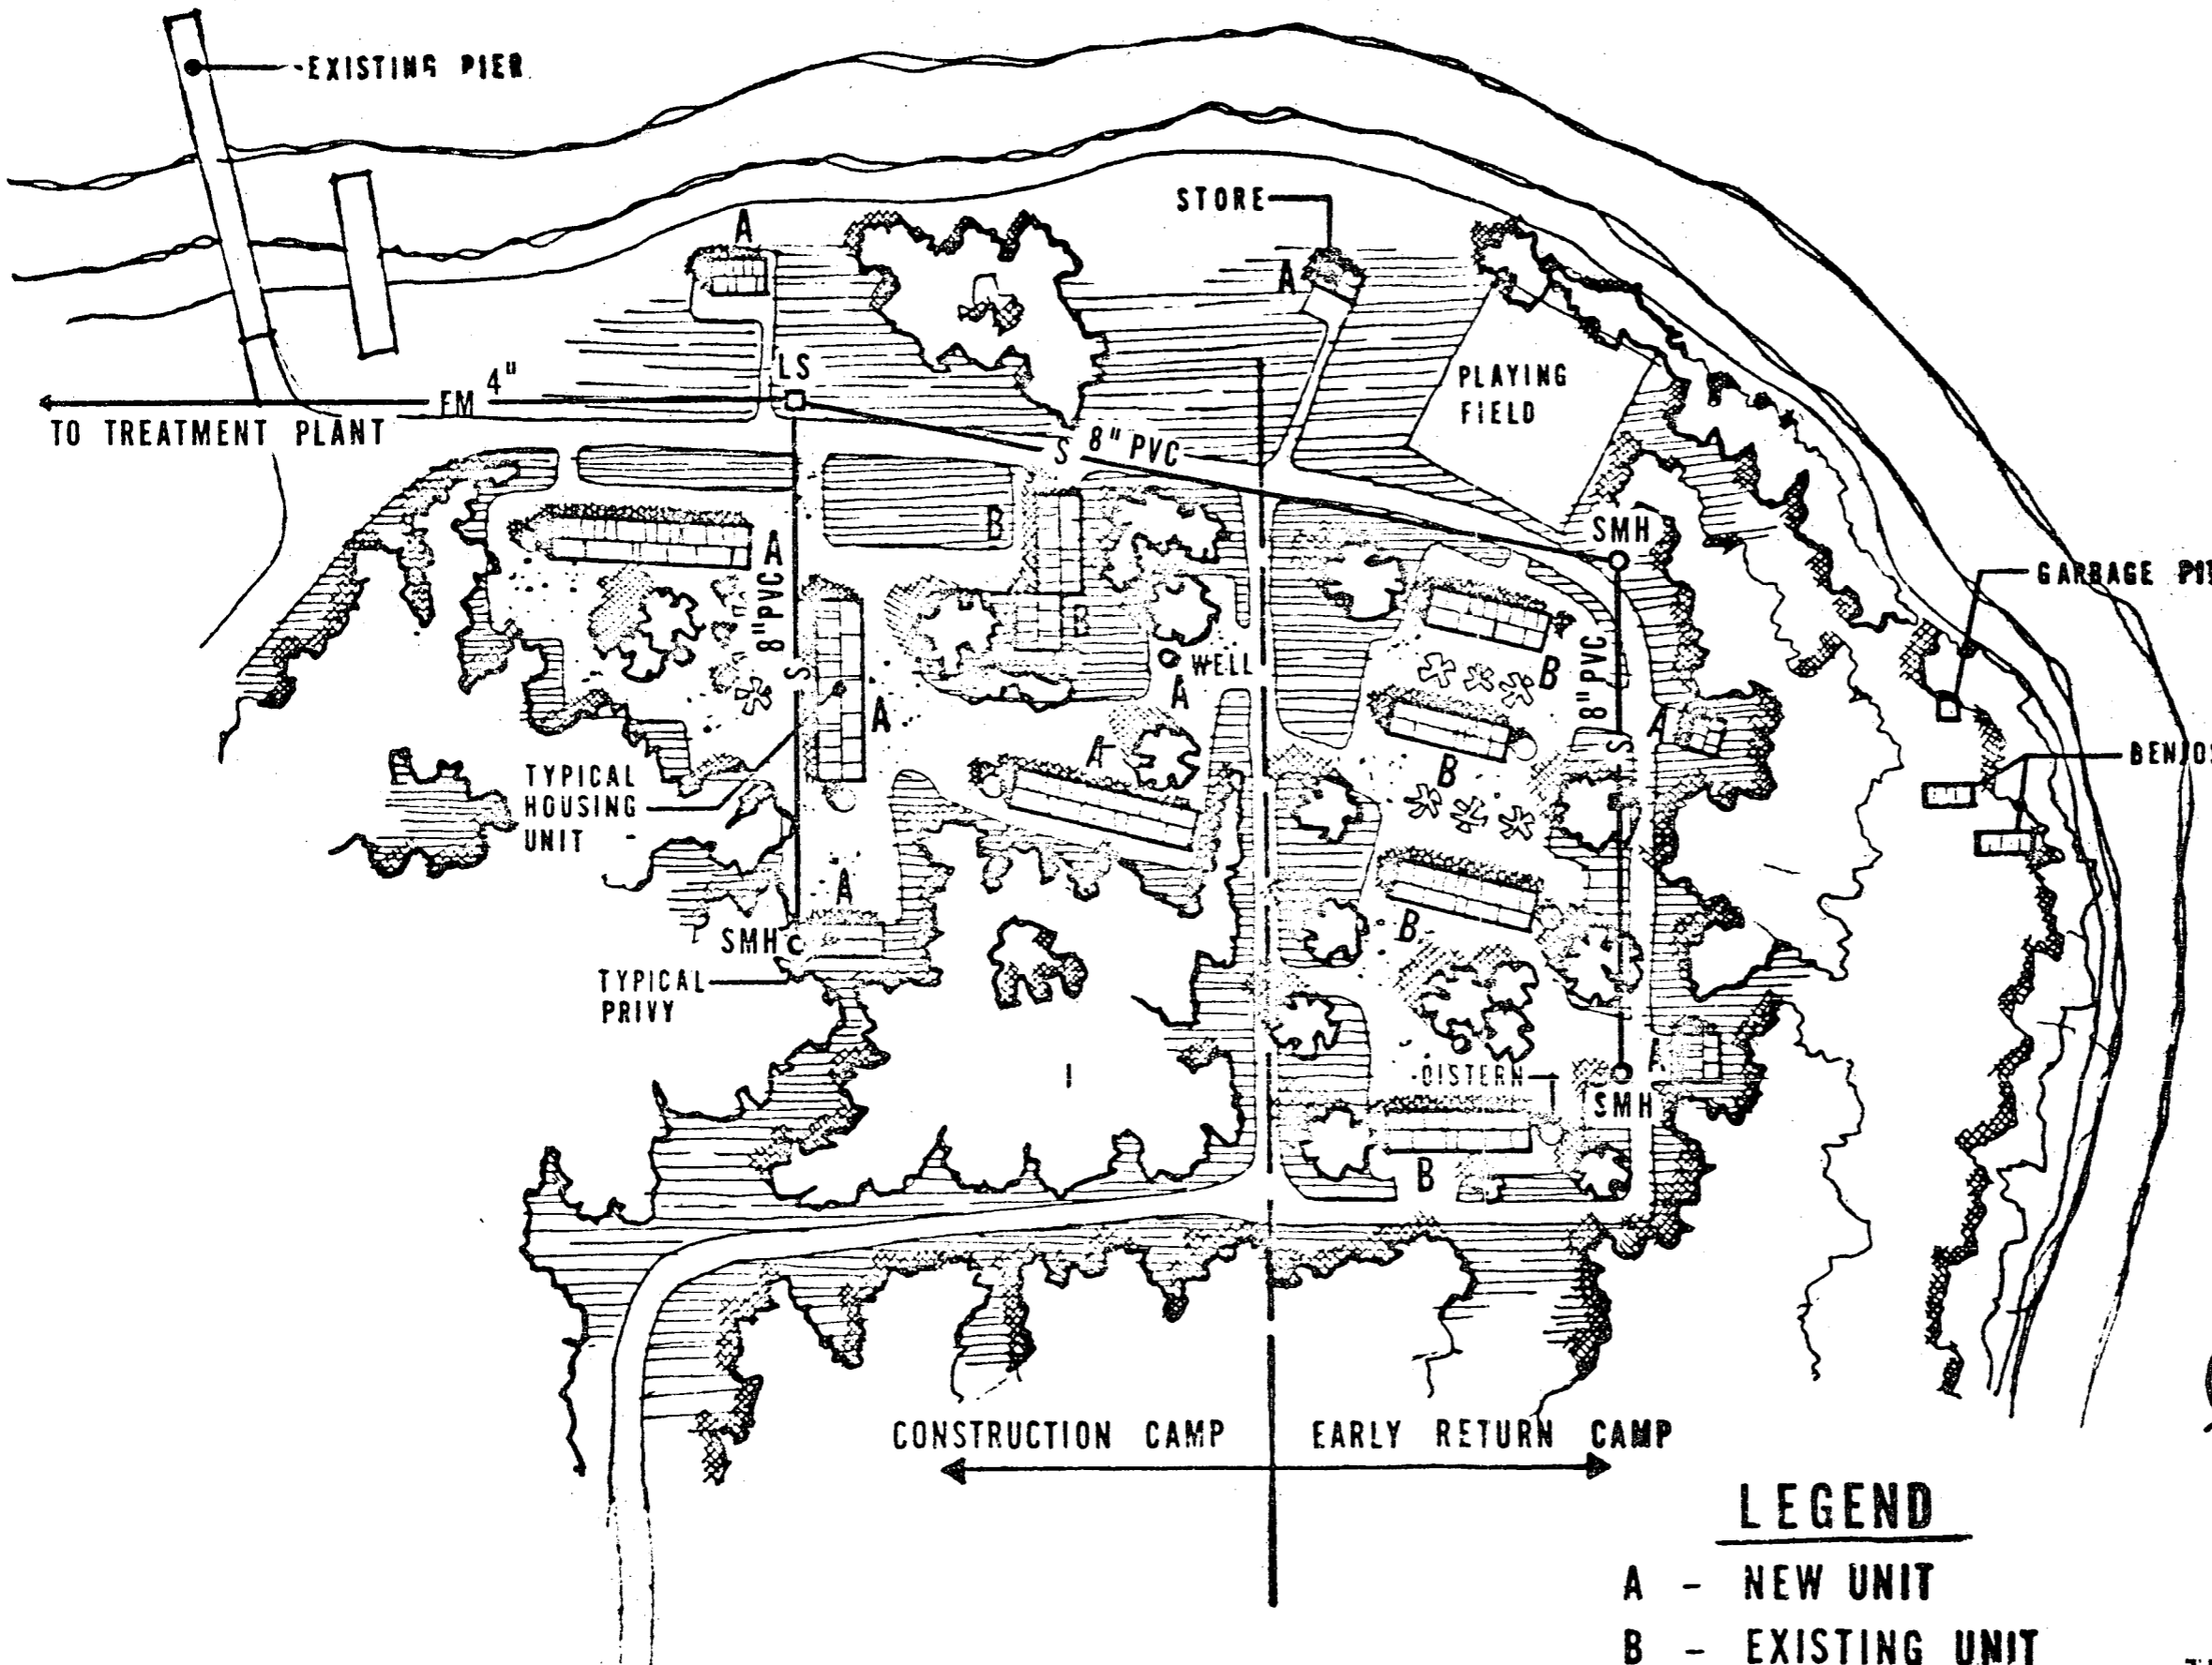 EXISTING PIER
STORE
A
A
LS
FM 4"
TO TREATMENT PLANT
PLAYING
FIELD
S 8" PVC
SMH
B
A
8" PVC
S
B
WELL
A
A
A
B
8" PVC
S
A
B
B
GARBAGE
TYPICAL
HOUSING
UNIT
A
SMH
TYPICAL
PRIVY
SMH
A
B
CONSTRUCTION CAMP
EARLY RETURN CAMP
LEGEND
A - NEW UNIT
B - EXISTING UNIT